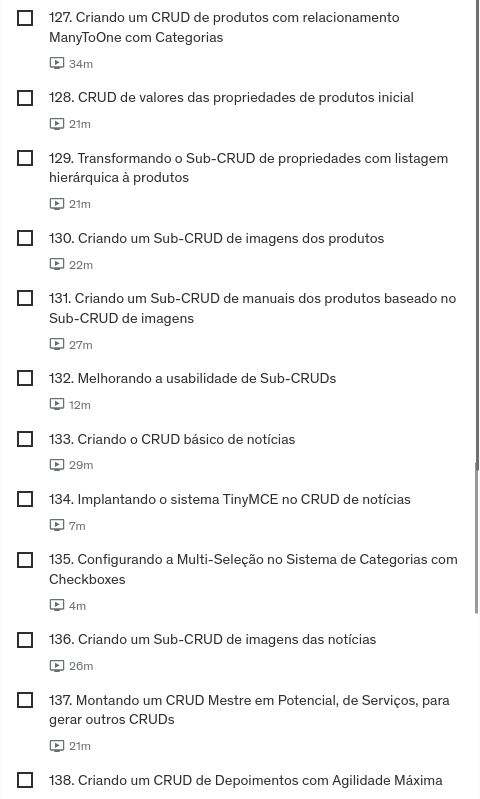 127. Criando um CRUD de produtos com relacionamento
ManyToOne com Categorias
34m
128. CRUD de valores das propriedades de produtos inicial
21m
129. Transformando o Sub-CRUD de propriedades com listagem
hierárquica à produtos
21m
130. Criando um Sub-CRUD de imagens dos produtos
22m
131. Criando um Sub-CRUD de manuais dos produtos baseado no
Sub-CRUD de imagens
27m
132. Melhorando a usabilidade de Sub-CRUDs
12m
133. Criando o CRUD básico de notícias
29m
134. Implantando o sistema TinyMCE no CRUD de notícias
7m
135. Configurando a Multi-Seleção no Sistema de Categorias com
Checkboxes
4m
136. Criando um Sub-CRUD de imagens das notícias
26m
137. Montando um CRUD Mestre em Potencial, de Serviços, para
gerar outros CRUDs
21m
138. Criando um CRUD de Depoimentos com Agilidade Máxima